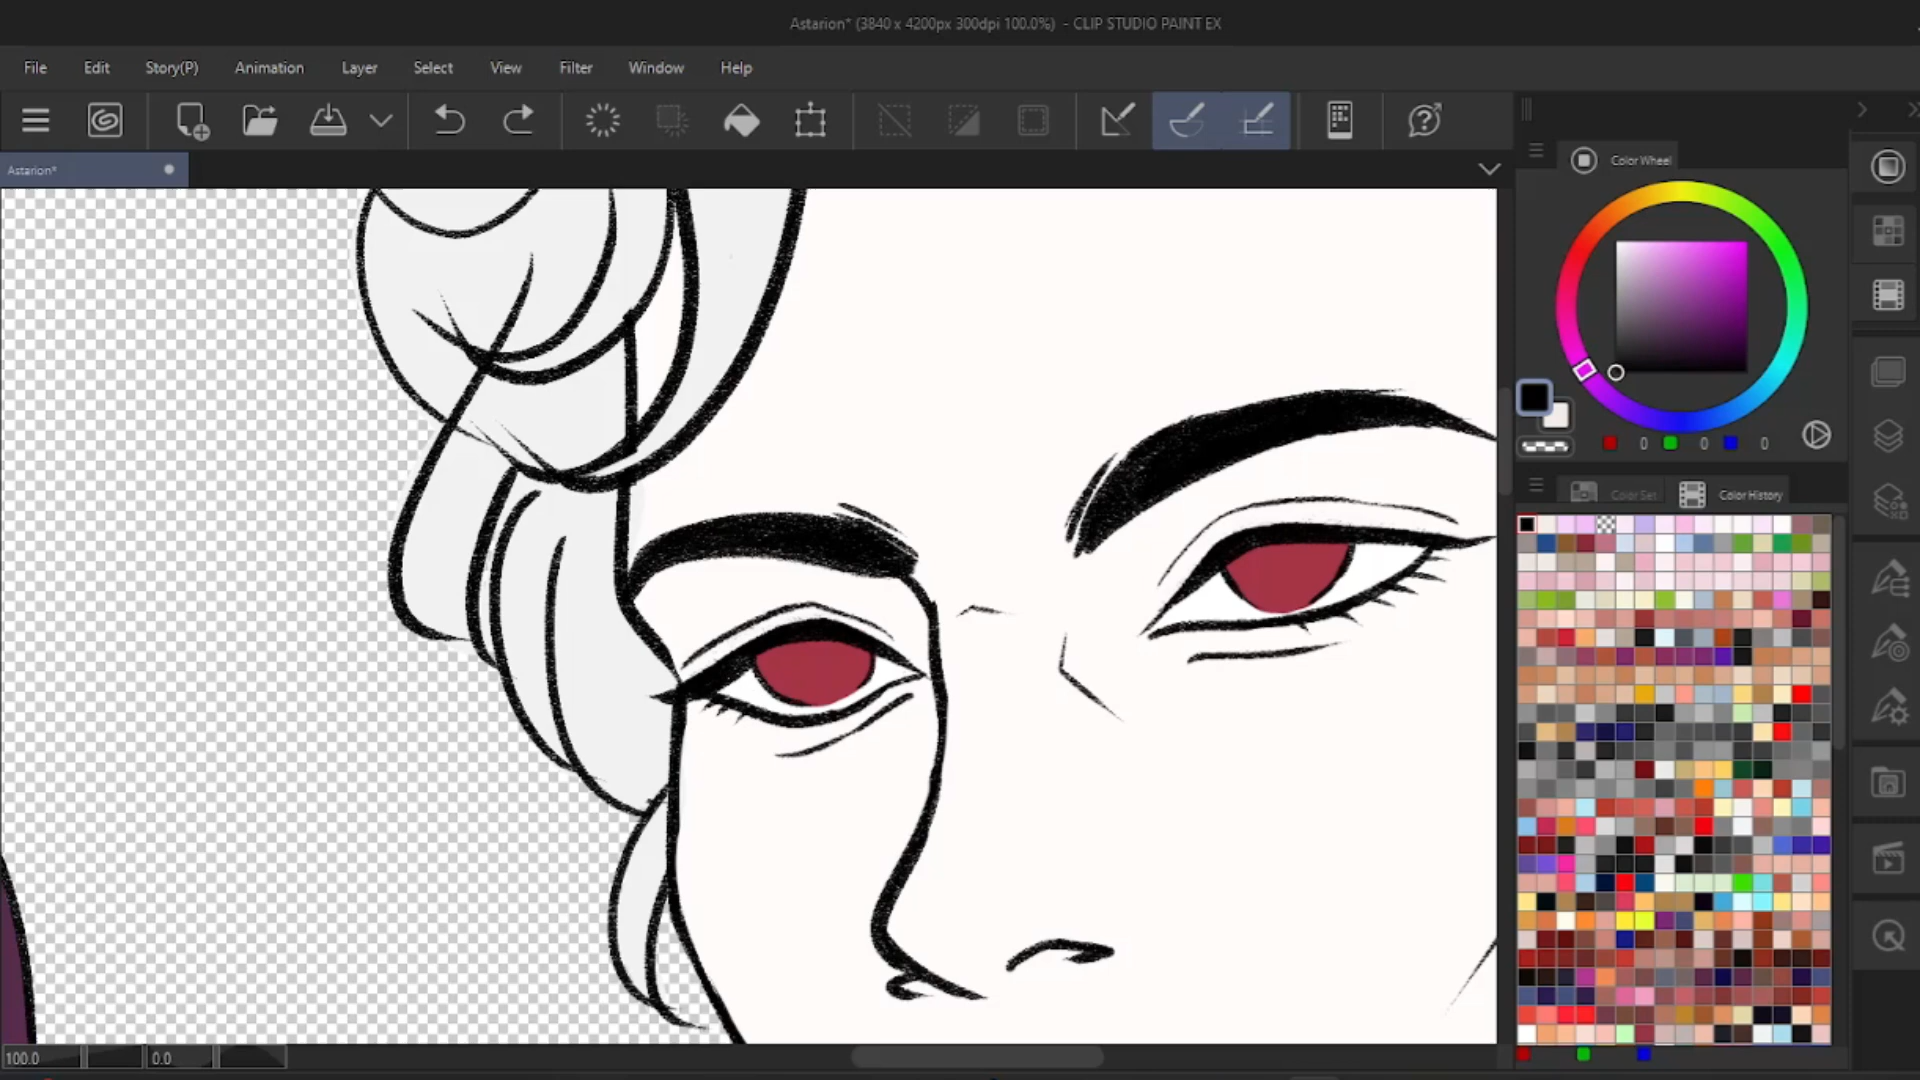 Astarion* (3840 x 4200px 300dpi 100.0%) - CLIP STUDIO PAINT EX
File Edit Story(P) Animation Layer Select View Filter Window Help
Astarion*
Color Wheel
0 0 0
Color Set Color History
100.0 0.0